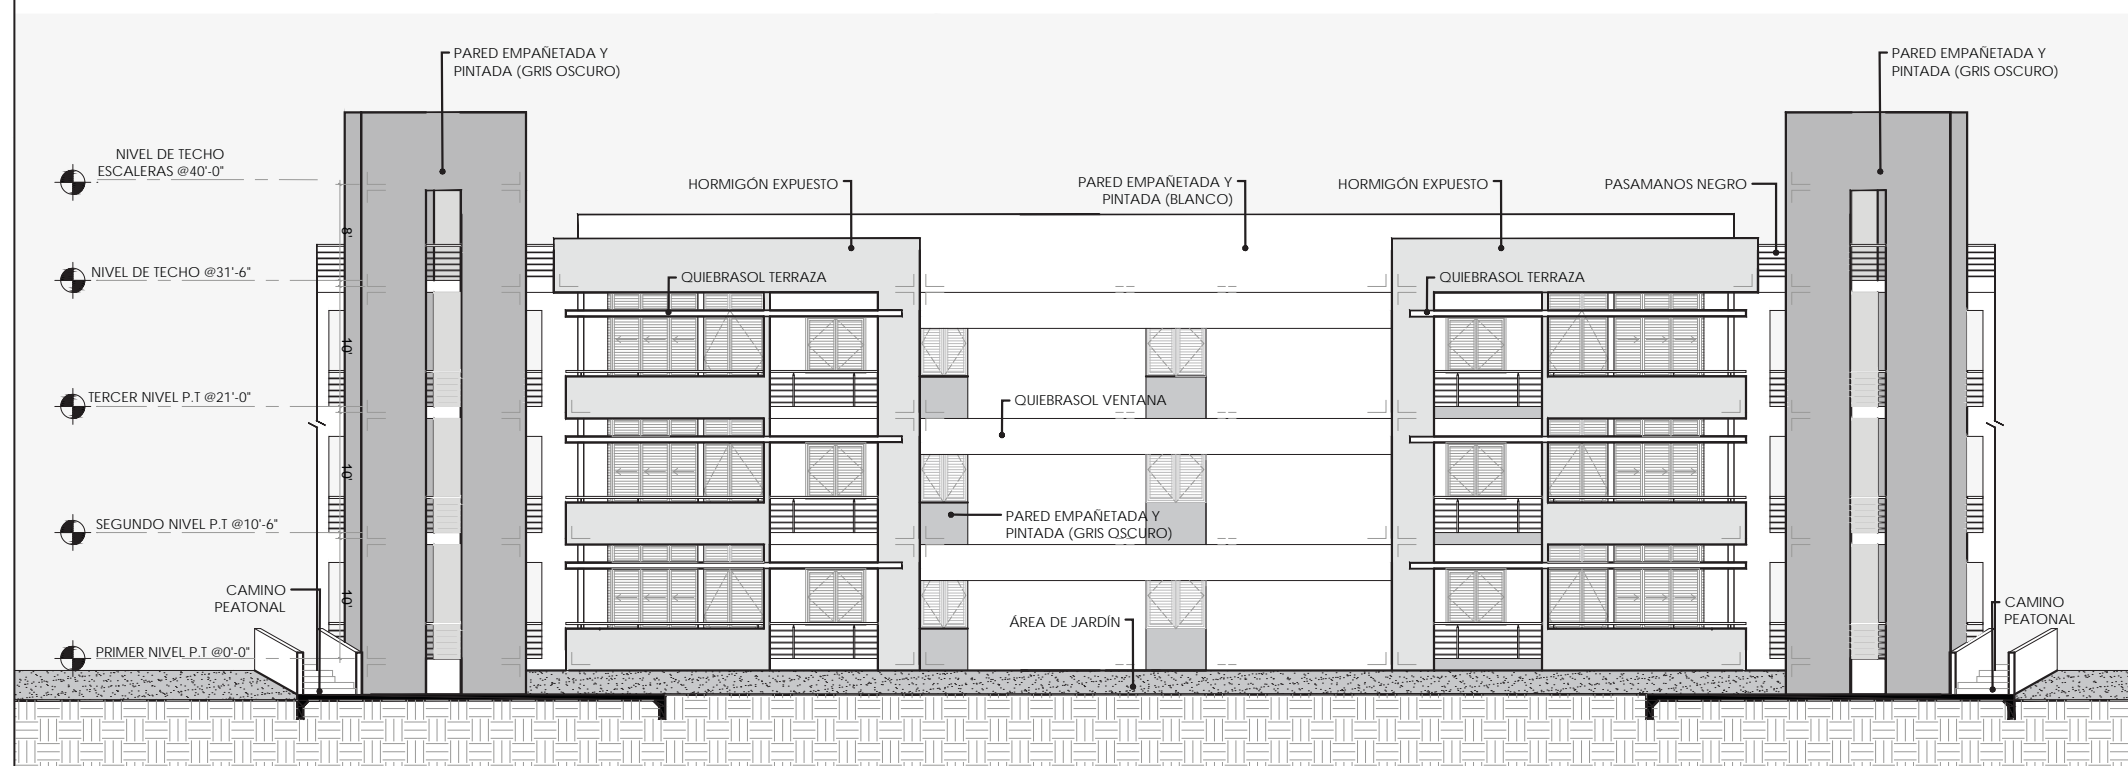 PARED EMPAÑETADA Y
PINTADA (GRIS OSCURO)
PARED EMPAÑETADA Y
PINTADA (GRIS OSCURO)
NIVEL DE TECHO
ESCALERAS @40'-0"
HORMIGÓN EXPUESTO
PARED EMPAÑETADA Y
PINTADA (BLANCO)
HORMIGÓN EXPUESTO
PASAMANOS NEGRO
8'
NIVEL DE TECHO @31'-6"
QUIEBRASOL TERRAZA
QUIEBRASOL TERRAZA
10'
TERCER NIVEL P.T @21'-0"
QUIEBRASOL VENTANA
10'
SEGUNDO NIVEL P.T @10'-6"
PARED EMPAÑETADA Y
PINTADA (GRIS OSCURO)
CAMINO
PEATONAL
10'
ÁREA DE JARDÍN
CAMINO
PEATONAL
PRIMER NIVEL P.T @0'-0"